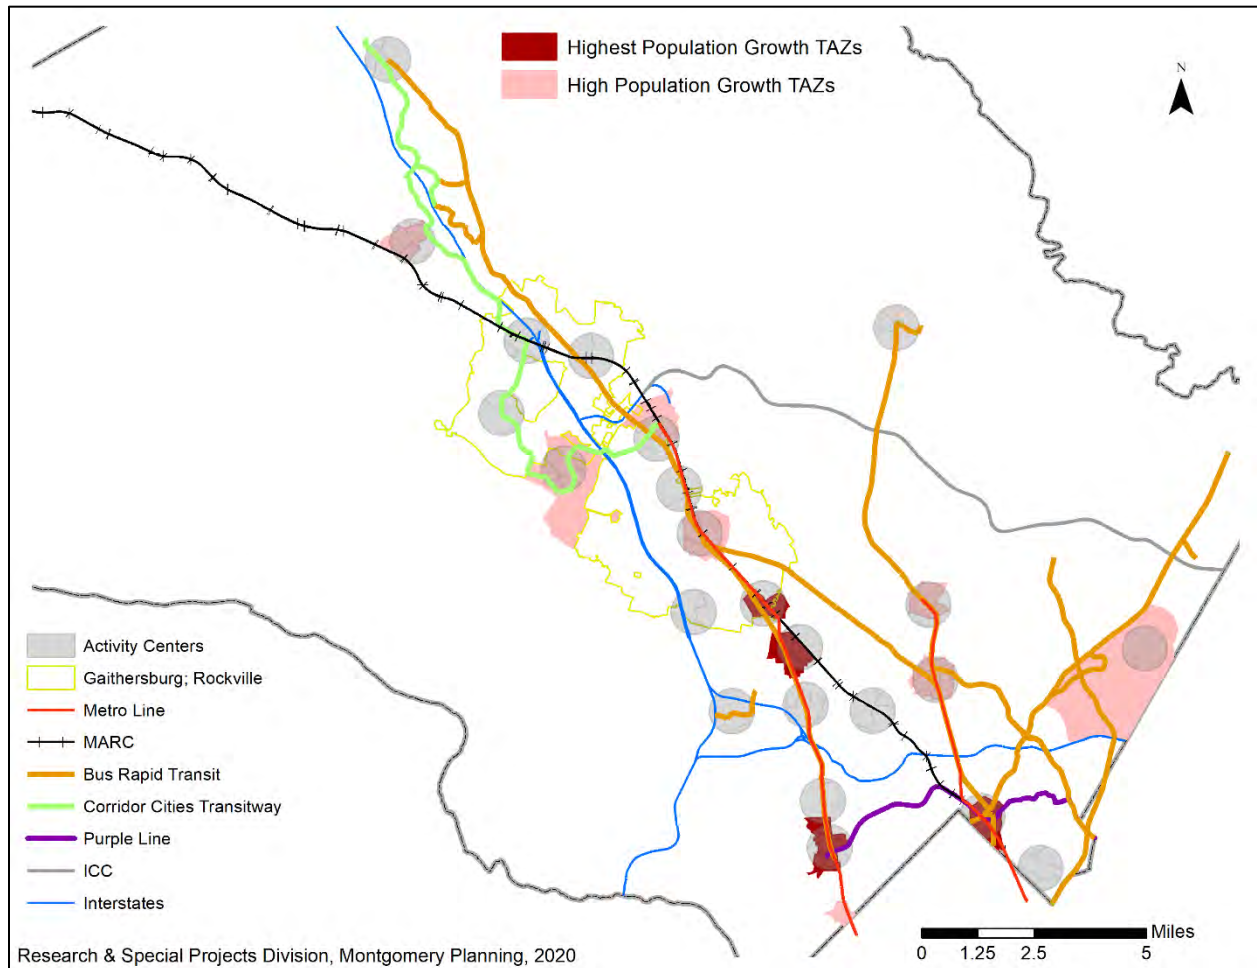 Highest Population Growth TAZs
High Population Growth TAZs
N
Activity Centers
Gaithersburg; Rockville
Metro Line
MARC
Bus Rapid Transit
Corridor Cities Transitway
Purple Line
ICC
Interstates
Miles
0 1.25 2.5 5
Research & Special Projects Division, Montgomery Planning, 2020